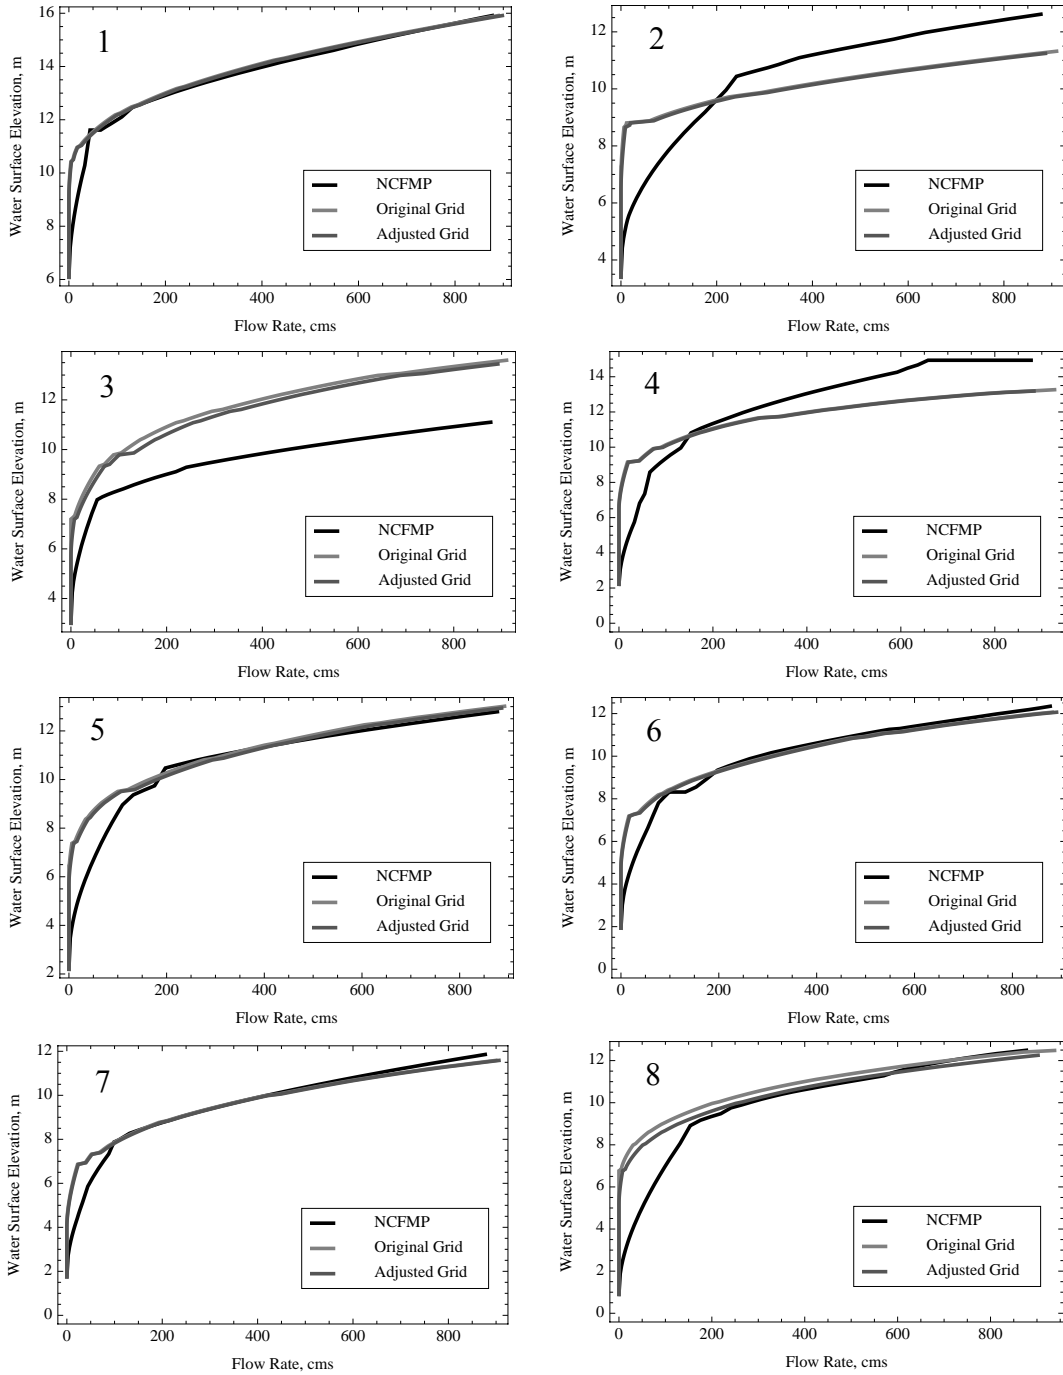 1
Water Surface Elevation, m
16
14
12
10
8
6
NCFMP
Original Grid
Adjusted Grid
0 200 400 600 800
Flow Rate, cms
2
Water Surface Elevation, m
12
10
8
6
4
NCFMP
Original Grid
Adjusted Grid
0 200 400 600 800
Flow Rate, cms
3
Water Surface Elevation, m
12
10
8
6
4
NCFMP
Original Grid
Adjusted Grid
0 200 400 600 800
Flow Rate, cms
4
Water Surface Elevation, m
14
12
10
8
6
4
2
0
NCFMP
Original Grid
Adjusted Grid
0 200 400 600 800
Flow Rate, cms
5
Water Surface Elevation, m
12
10
8
6
4
2
NCFMP
Original Grid
Adjusted Grid
0 200 400 600 800
Flow Rate, cms
6
Water Surface Elevation, m
12
10
8
6
4
2
0
NCFMP
Original Grid
Adjusted Grid
0 200 400 600 800
Flow Rate, cms
7
Water Surface Elevation, m
12
10
8
6
4
2
0
NCFMP
Original Grid
Adjusted Grid
0 200 400 600 800
Flow Rate, cms
8
Water Surface Elevation, m
12
10
8
6
4
2
0
NCFMP
Original Grid
Adjusted Grid
0 200 400 600 800
Flow Rate, cms